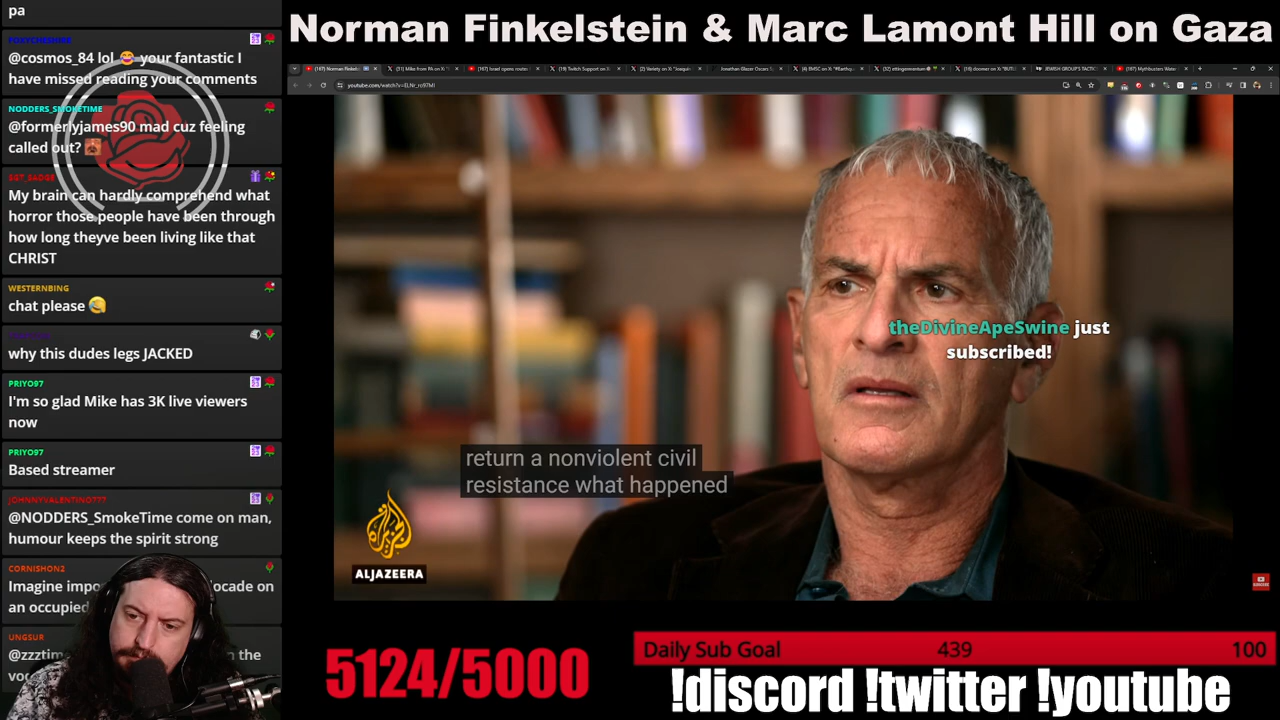 Norman Finkelstein & Marc Lamont Hill on Gaza
pa
@cosmos_84 lol your fantastic I
have missed reading your comments
NODDERS_SMOKETIME
@formerlyjames90 mad cuz feeling
called out?
SGT_SADGE
My brain can hardly comprehend what
horror those people have been through
how long theyve been living like that
CHRIST
WESTERNBING
chat please
why this dudes legs JACKED
PRIYO97
I'm so glad Mike has 3K live viewers
now
PRIYO97
Based streamer
JOHNNYVALENTINO777
@NODDERS_SmokeTime come on man,
humour keeps the spirit strong
CORNISHON2
Imagine ocade on
an occupied
UNGSUR
the
theDivineApeSwine just
subscribed!
return a nonviolent civil
resistance what happened
ALJAZEERA
5124/5000
Daily Sub Goal 439 100
!discord !twitter !youtube